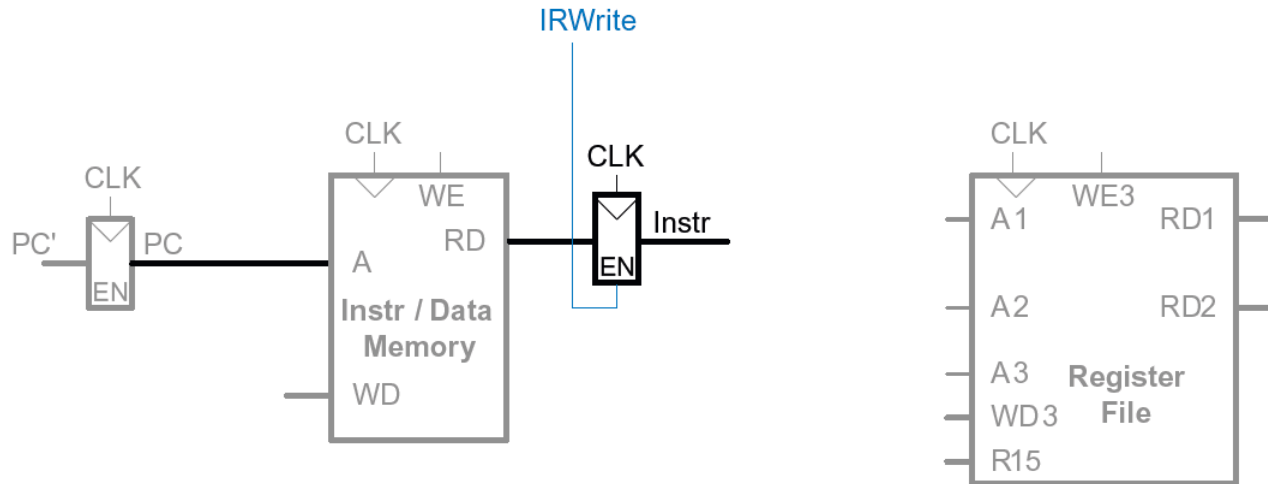 IRWrite
CLK
PC'
PC
EN
CLK
WE
RD
A
Instr / Data
Memory
WD
CLK
Instr
EN
CLK
WE3
A1
RD1
A2
RD2
A3
Register
File
WD3
R15